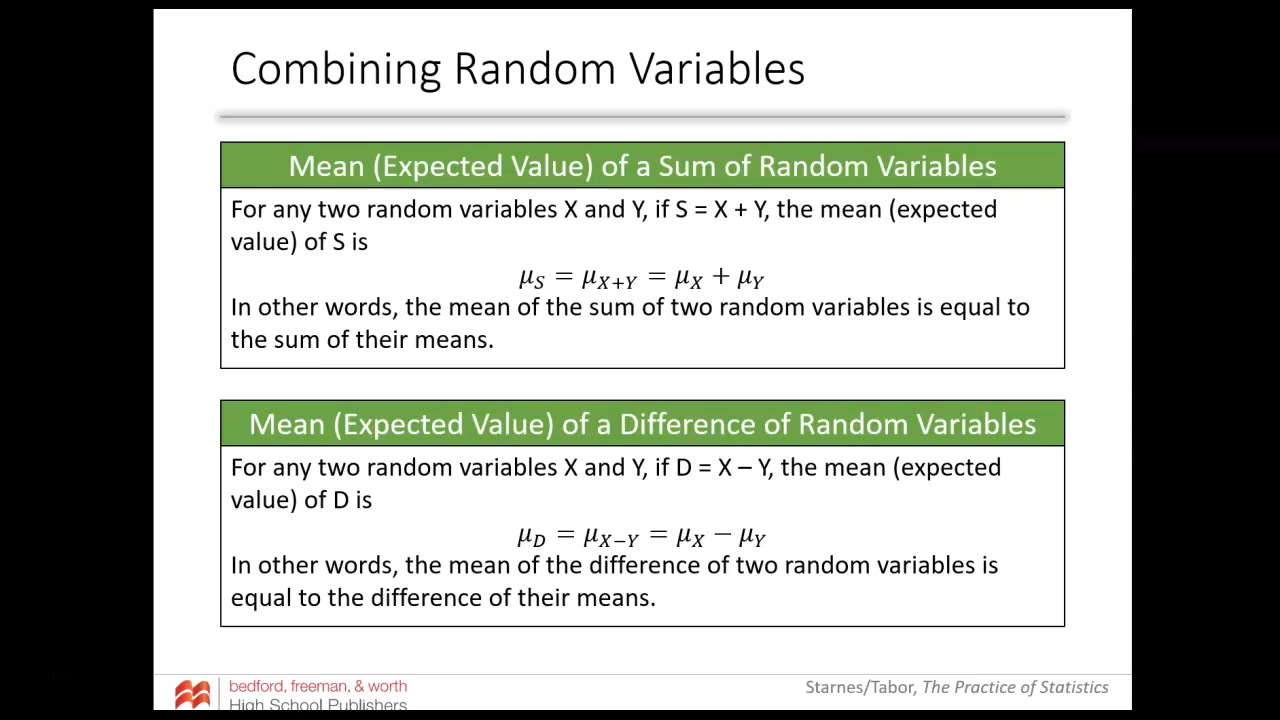 Combining Random Variables
Mean (Expected Value) of a Sum of Random Variables
For any two random variables X and Y, if S = X + Y, the mean (expected
value) of S is
μ_S = μ_{X+Y} = μ_X + μ_Y
In other words, the mean of the sum of two random variables is equal to
the sum of their means.
Mean (Expected Value) of a Difference of Random Variables
For any two random variables X and Y, if D = X – Y, the mean (expected
value) of D is
μ_D = μ_{X−Y} = μ_X − μ_Y
In other words, the mean of the difference of two random variables is
equal to the difference of their means.
bedford, freeman, & worth
High School Publishers
Starnes/Tabor, The Practice of Statistics